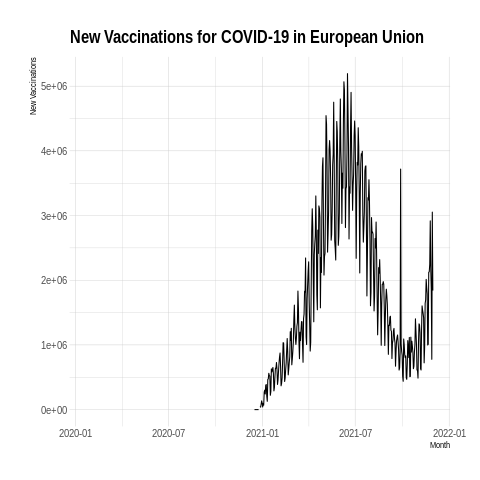 New Vaccinations for COVID-19 in European Union
New Vaccinations
5e+06
4e+06
3e+06
2e+06
1e+06
0e+00
2020-01 2020-07 2021-01 2021-07 2022-01
Month